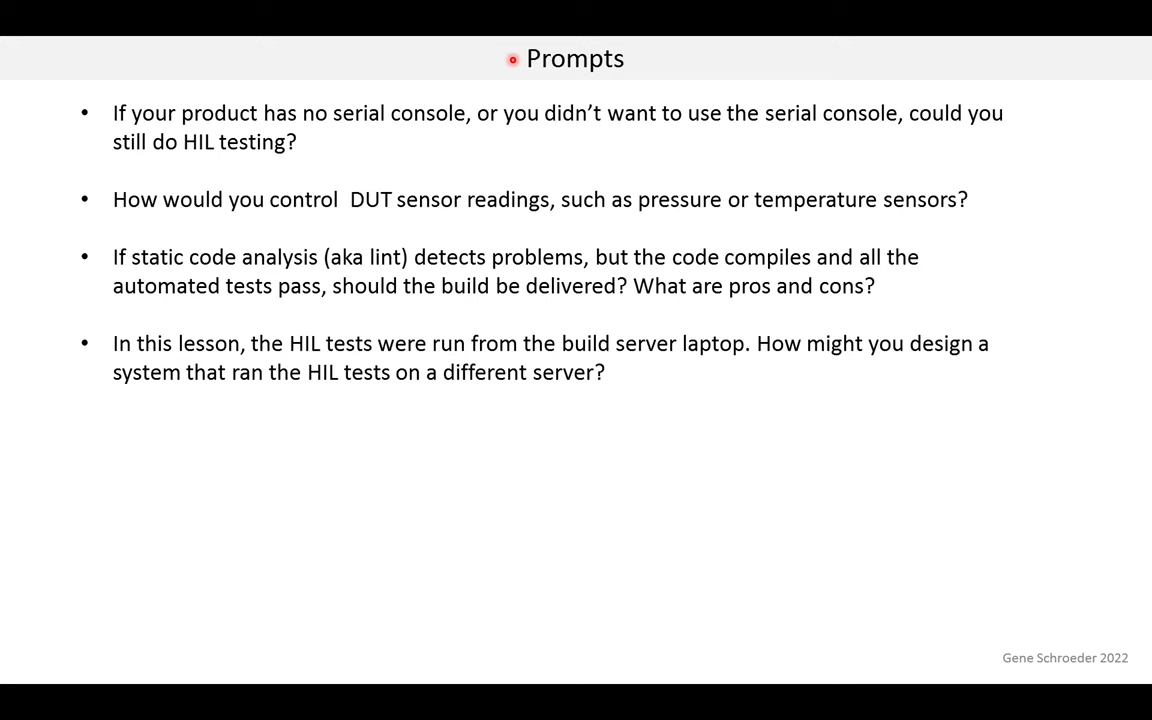 Prompts
• If your product has no serial console, or you didn’t want to use the serial console, could you
still do HIL testing?
• How would you control  DUT sensor readings, such as pressure or temperature sensors?
• If static code analysis (aka lint) detects problems, but the code compiles and all the
automated tests pass, should the build be delivered? What are pros and cons?
• In this lesson, the HIL tests were run from the build server laptop. How might you design a
system that ran the HIL tests on a different server?
Gene Schroeder 2022